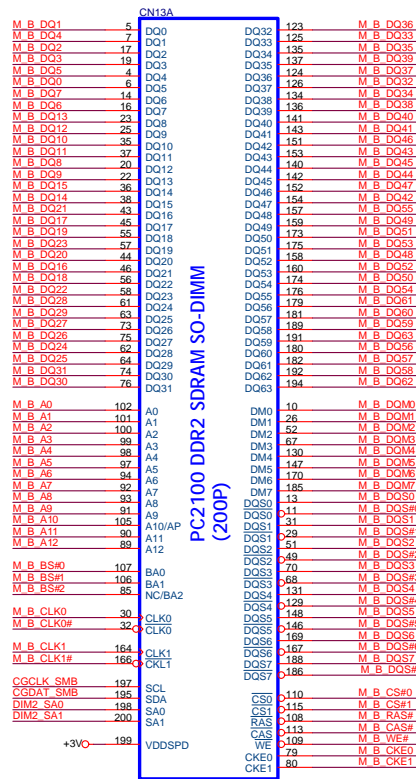 CN13A
M_B_DQ1 5 DQ0 DQ32 123 M_B_DQ36
M_B_DQ4 7 DQ1 DQ33 125 M_B_DQ33
M_B_DQ2 17 DQ2 DQ34 135 M_B_DQ35
M_B_DQ3 19 DQ3 DQ35 137 M_B_DQ39
M_B_DQ5 4 DQ4 DQ36 124 M_B_DQ37
M_B_DQ0 6 DQ5 DQ37 126 M_B_DQ32
M_B_DQ7 14 DQ6 DQ38 134 M_B_DQ34
M_B_DQ6 16 DQ7 DQ39 136 M_B_DQ38
M_B_DQ13 23 DQ8 DQ40 141 M_B_DQ40
M_B_DQ12 25 DQ9 DQ41 143 M_B_DQ41
M_B_DQ10 35 DQ10 DQ42 151 M_B_DQ46
M_B_DQ11 37 DQ11 DQ43 153 M_B_DQ43
M_B_DQ8 20 DQ12 DQ44 140 M_B_DQ45
M_B_DQ9 22 DQ13 DQ45 142 M_B_DQ44
M_B_DQ15 36 DQ14 DQ46 152 M_B_DQ47
M_B_DQ14 38 DQ15 DQ47 154 M_B_DQ42
M_B_DQ21 43 DQ16 DQ48 157
M_B_DQ17 45 DQ17 DQ49 159 M_B_DQ55
M_B_DQ19 55 DQ18 DQ50 173 M_B_DQ51
M_B_DQ23 57 DQ19 DQ51 175
M_B_DQ20 44 DQ20 DQ52 158 M_B_DQ48
M_B_DQ16 46 DQ21 DQ53 160 M_B_DQ52
M_B_DQ18 56 DQ22 DQ54 174 M_B_DQ50
M_B_DQ22 58 DQ23 DQ55 176 M_B_DQ54
M_B_DQ28 61 DQ24 DQ56 179 M_B_DQ61
M_B_DQ29 63 DQ25 DQ57 181 M_B_DQ60
M_B_DQ27 73 DQ26 DQ58 189 M_B_DQ59
M_B_DQ26 75 DQ27 DQ59 191 M_B_DQ63
M_B_DQ24 62 DQ28 DQ60 180 M_B_DQ56
M_B_DQ25 64 DQ29 DQ61 182 M_B_DQ57
M_B_DQ31 74 DQ30 DQ62 192 M_B_DQ58
M_B_DQ30 76 DQ31 DQ63 194 M_B_DQ62
M_B_A0 102 A0 DM0 10 M_B_DQM0
M_B_A1 101 A1 DM1 26 M_B_DQM1
M_B_A2 100 A2 DM2 52 M_B_DQM2
M_B_A3 99 A3 DM3 67 M_B_DQM3
M_B_A4 98 A4 DM4 130 M_B_DQM4
M_B_A5 97 A5 DM5 147 M_B_DQM5
M_B_A6 94 A6 DM6 170 M_B_DQM6
M_B_A7 92 A7 DM7 185 M_B_DQM7
M_B_A8 93 A8 DQS0 13 M_B_DQS0
M_B_A9 91 A9 DQS0 11 M_B_DQS#0
M_B_A10 105 A10/AP DQS1 31 M_B_DQS1
M_B_A11 90 A11 DQS1 29 M_B_DQS#1
M_B_A12 89 A12 DQS2 51 M_B_DQS2
DQS2 49 M_B_DQS#2
M_B_BS#0 107 BA0 DQS3 70 M_B_DQS3
M_B_BS#1 106 BA1 DQS3 68 M_B_DQS#3
M_B_BS#2 85 NC/BA2 DQS4 131 M_B_DQS4
DQS4 129 M_B_DQS#4
M_B_CLK0 30 CLK0 DQS5 148 M_B_DQS5
M_B_CLK0# 32 CLK0 DQS5 146 M_B_DQS#5
DQS6 169 M_B_DQS6
M_B_CLK1 164 CLK1 DQS6 167 M_B_DQS#6
M_B_CLK1# 166 CKL1 DQS7 188 M_B_DQS7
DQS7 186 M_B_DQS#
CGCLK_SMB 197 SCL
CGDAT_SMB 195 SDA CS0 110 M_B_CS#0
DIM2_SA0 198 SA0 CS1 115 M_B_CS#1
DIM2_SA1 200 SA1 RAS 108 M_B_RAS#
CAS 113 M_B_CAS#
+3V 199 VDDSPD WE 109 M_B_WE#
CKE0 79 M_B_CKE0
CKE1 80 M_B_CKE1
PC2100 DDR2 SDRAM SO-DIMM
(200P)